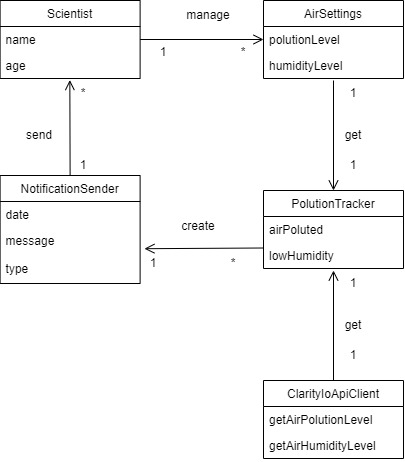 Scientist
name
age
manage
1
*
AirSettings
polutionLevel
humidityLevel
*
send
1
1
get
1
NotificationSender
date
message
type
create
1
*
PolutionTracker
airPoluted
lowHumidity
1
get
1
ClarityIoApiClient
getAirPolutionLevel
getAirHumidityLevel